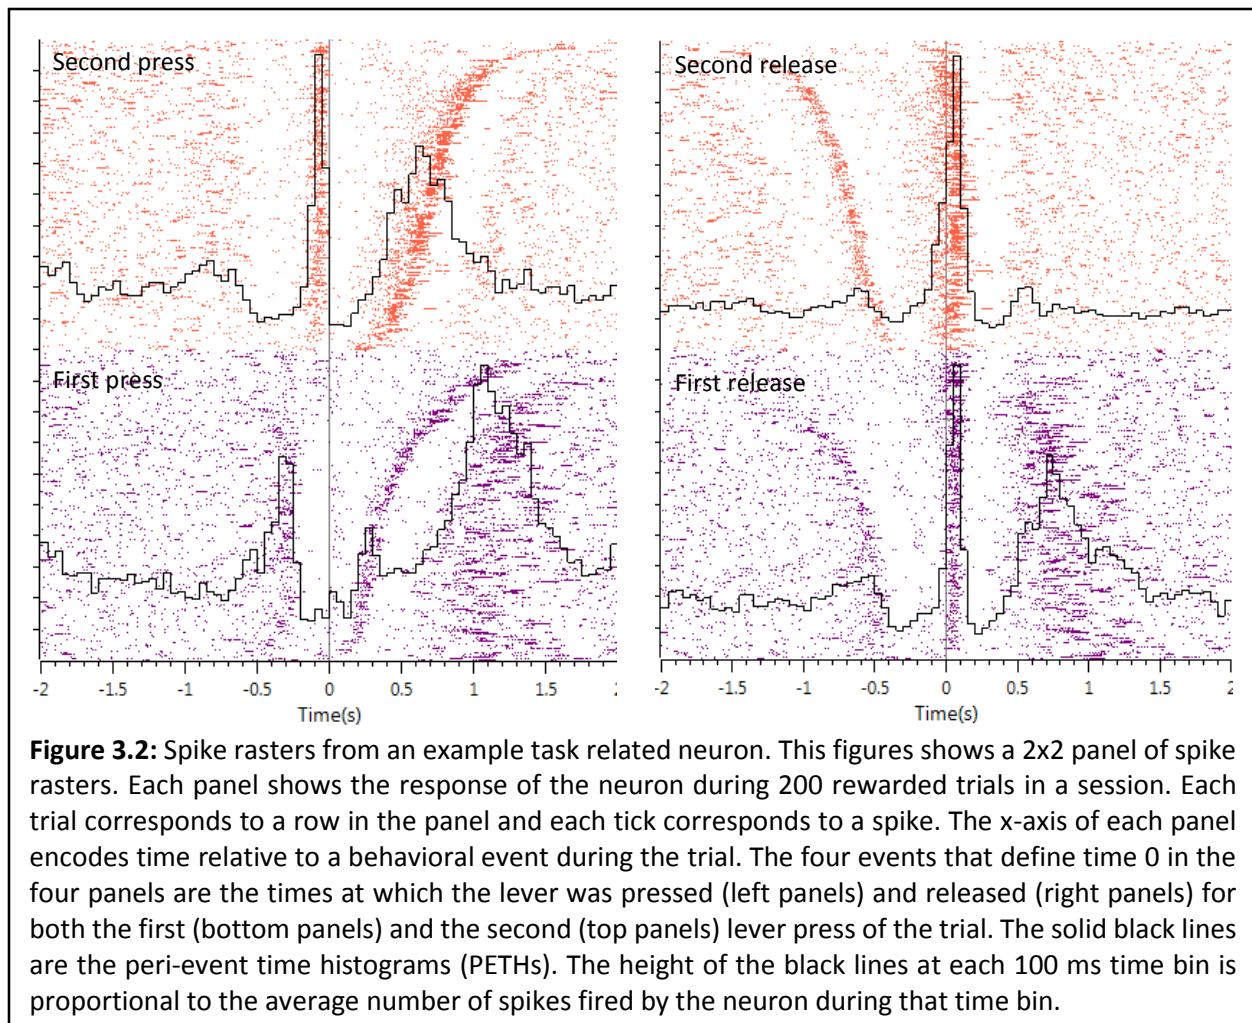 Second press
Second release
First press
First release
-2 -1.5 -1 -0.5 0 0.5 1 1.5
-2 -1.5 -1 -0.5 0 0.5 1 1.5 2
Time(s)
Time(s)
Figure 3.2: Spike rasters from an example task related neuron. This figures shows a 2x2 panel of spike
rasters. Each panel shows the response of the neuron during 200 rewarded trials in a session. Each
trial corresponds to a row in the panel and each tick corresponds to a spike. The x-axis of each panel
encodes time relative to a behavioral event during the trial. The four events that define time 0 in the
four panels are the times at which the lever was pressed (left panels) and released (right panels) for
both the first (bottom panels) and the second (top panels) lever press of the trial. The solid black lines
are the peri-event time histograms (PETHs). The height of the black lines at each 100 ms time bin is
proportional to the average number of spikes fired by the neuron during that time bin.